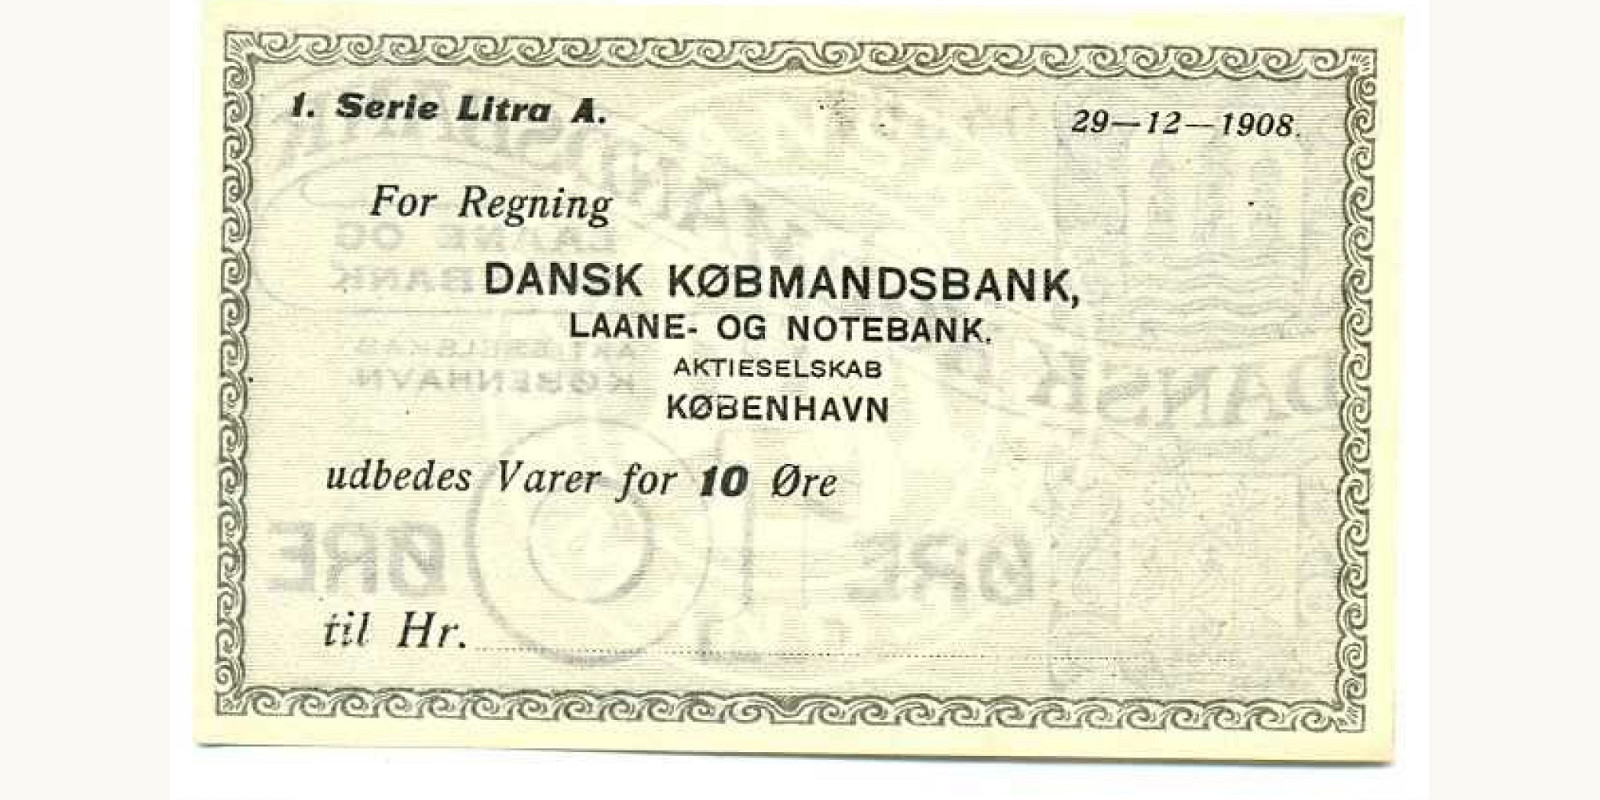 1. Serie Litra A.
29—12—1908.
For Regning
DANSK KØBMANDSBANK,
LAANE- OG NOTEBANK.
AKTIESELSKAB
KØBENHAVN
udbedes Varer for 10 Øre
til Hr.